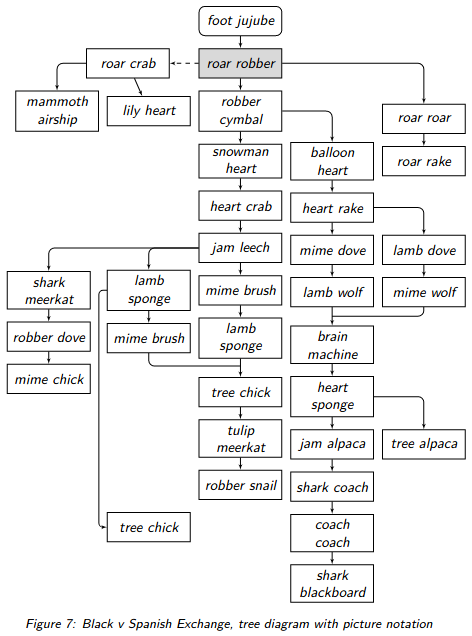 foot jujube
roar crab
roar robber
mammoth
airship
lily heart
robber
cymbal
roar roar
snowman
heart
balloon
heart
roar rake
heart crab
heart rake
jam leech
mime dove
lamb dove
shark
meerkat
lamb
sponge
mime brush
lamb wolf
mime wolf
robber dove
mime brush
lamb
sponge
brain
machine
mime chick
tree chick
heart
sponge
tulip
meerkat
jam alpaca
tree alpaca
robber snail
shark coach
tree chick
coach
coach
shark
blackboard
Figure 7: Black v Spanish Exchange, tree diagram with picture notation